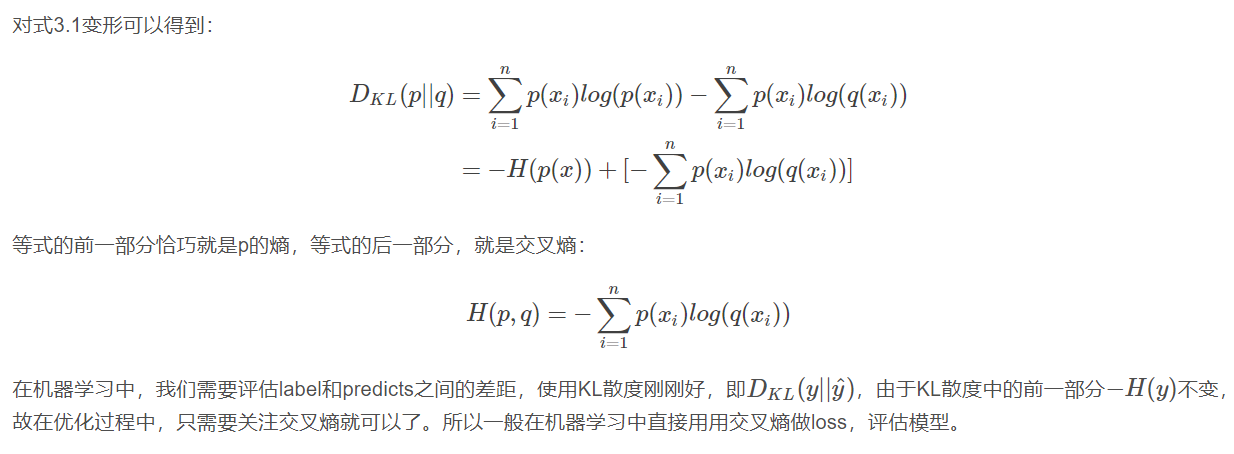 对式3.1变形可以得到：
$$D_{KL}(p||q) = \sum_{i=1}^{n} p(x_i)log(p(x_i)) - \sum_{i=1}^{n} p(x_i)log(q(x_i))$$
$$= -H(p(x)) + [-\sum_{i=1}^{n} p(x_i)log(q(x_i))]$$
等式的前一部分恰巧就是p的熵，等式的后一部分，就是交叉熵：
$$H(p,q) = -\sum_{i=1}^{n} p(x_i)log(q(x_i))$$
在机器学习中，我们需要评估label和predicts之间的差距，使用KL散度刚刚好，即$D_{KL}(y||\hat{y})$，由于KL散度中的前一部分$-H(y)$不变，
故在优化过程中，只需要关注交叉熵就可以了。所以一般在机器学习中直接用用交叉熵做loss，评估模型。